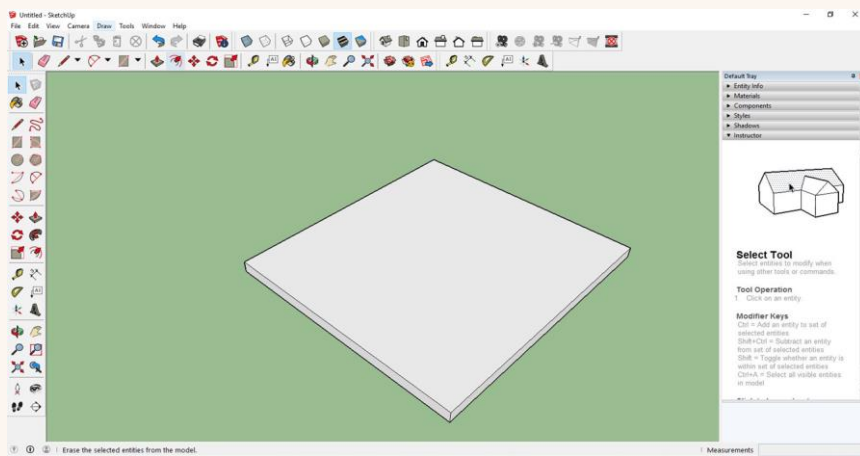 Untitled - SketchUp
File Edit View Camera Draw Tools Window Help
Default Tray
Entity Info
Materials
Components
Styles
Shadows
Instructor
Select Tool
Select entities to modify when
using other tools or commands.
Tool Operation
1 Click on an entity
Modifier Keys
Ctrl = Add an entity to set of
selected entities
Shift+Ctrl = Subtract an entity
from set of selected entities
Shift = Toggle whether an entity is
within set of selected entities
Ctrl+A = Select all visible entities
in model
Erase the selected entities from the model.
Measurements